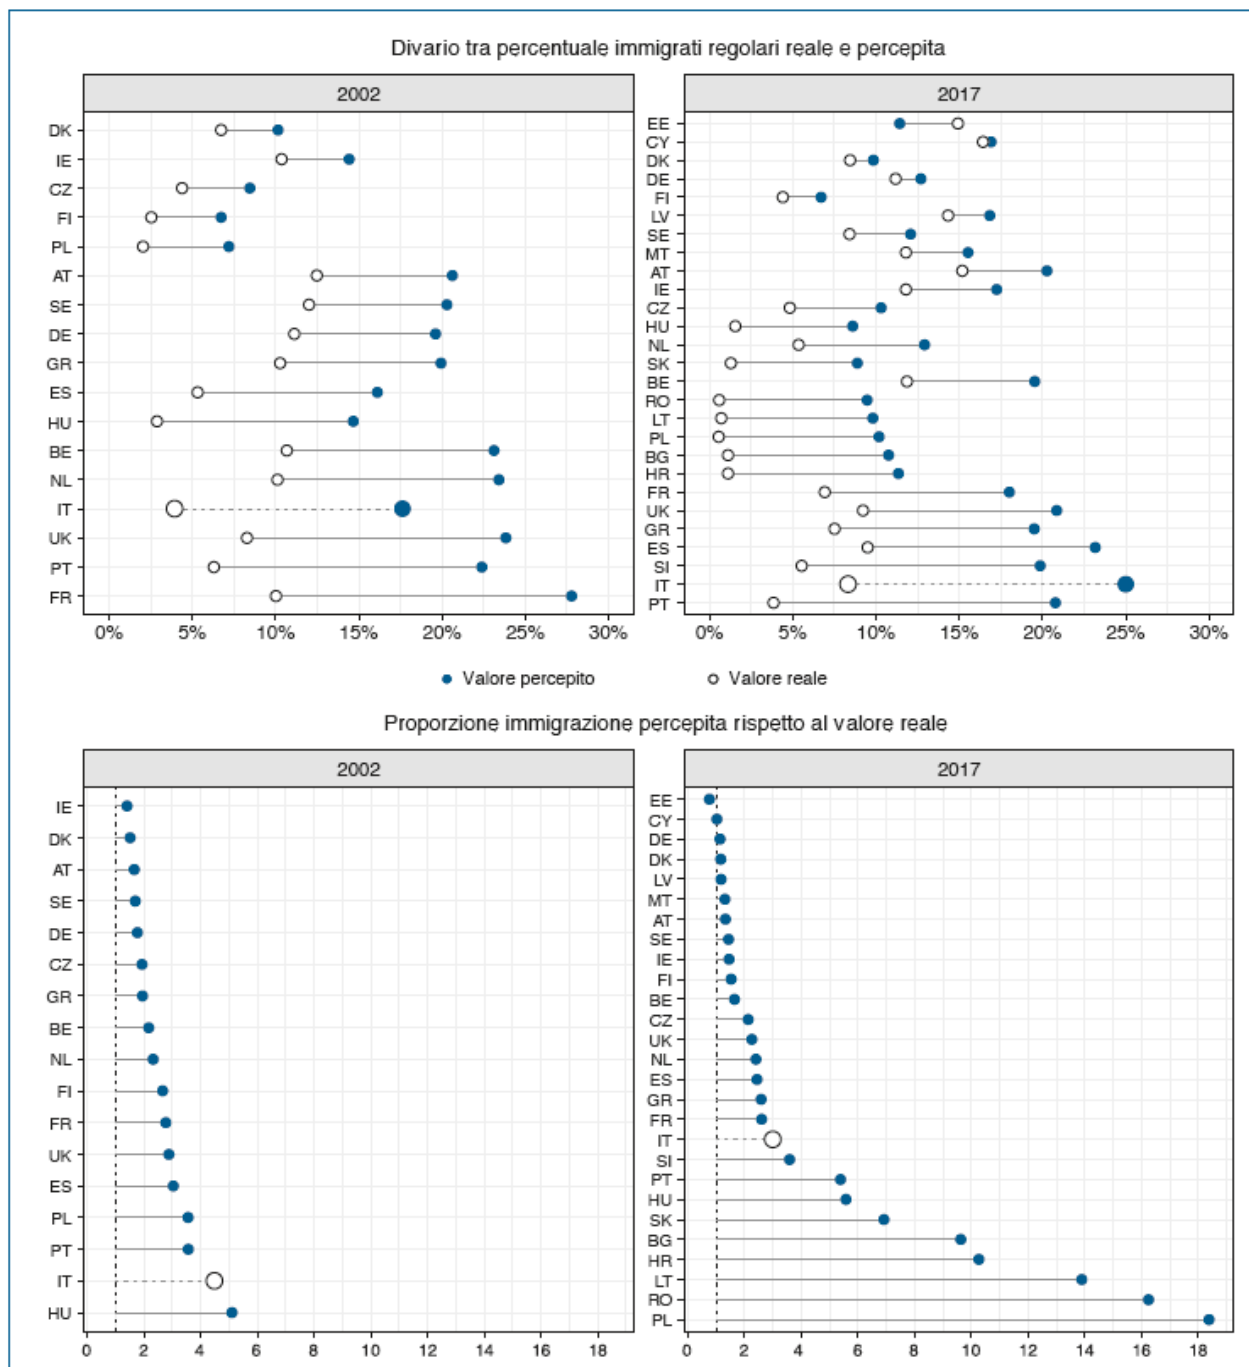 Divario tra percentuale immigrati regolari reale e percepita
2002
DK
IE
CZ
FI
PL
AT
SE
DE
GR
ES
HU
BE
NL
IT
UK
PT
FR
0% 5% 10% 15% 20% 25% 30%
2017
EE
CY
DK
DE
FI
LV
SE
MT
AT
IE
CZ
HU
NL
SK
BE
RO
LT
PL
BG
HR
FR
UK
GR
ES
SI
IT
PT
0% 5% 10% 15% 20% 25% 30%
Valore percepito Valore reale
Proporzione immigrazione percepita rispetto al valore reale
2002
IE
DK
AT
SE
DE
CZ
GR
BE
NL
FI
FR
UK
ES
PL
PT
IT
HU
0 2 4 6 8 10 12 14 16 18
2017
EE
CY
DE
DK
LV
MT
AT
SE
IE
FI
BE
CZ
UK
NL
ES
GR
FR
IT
SI
PT
HU
SK
BG
HR
LT
RO
PL
0 2 4 6 8 10 12 14 16 18